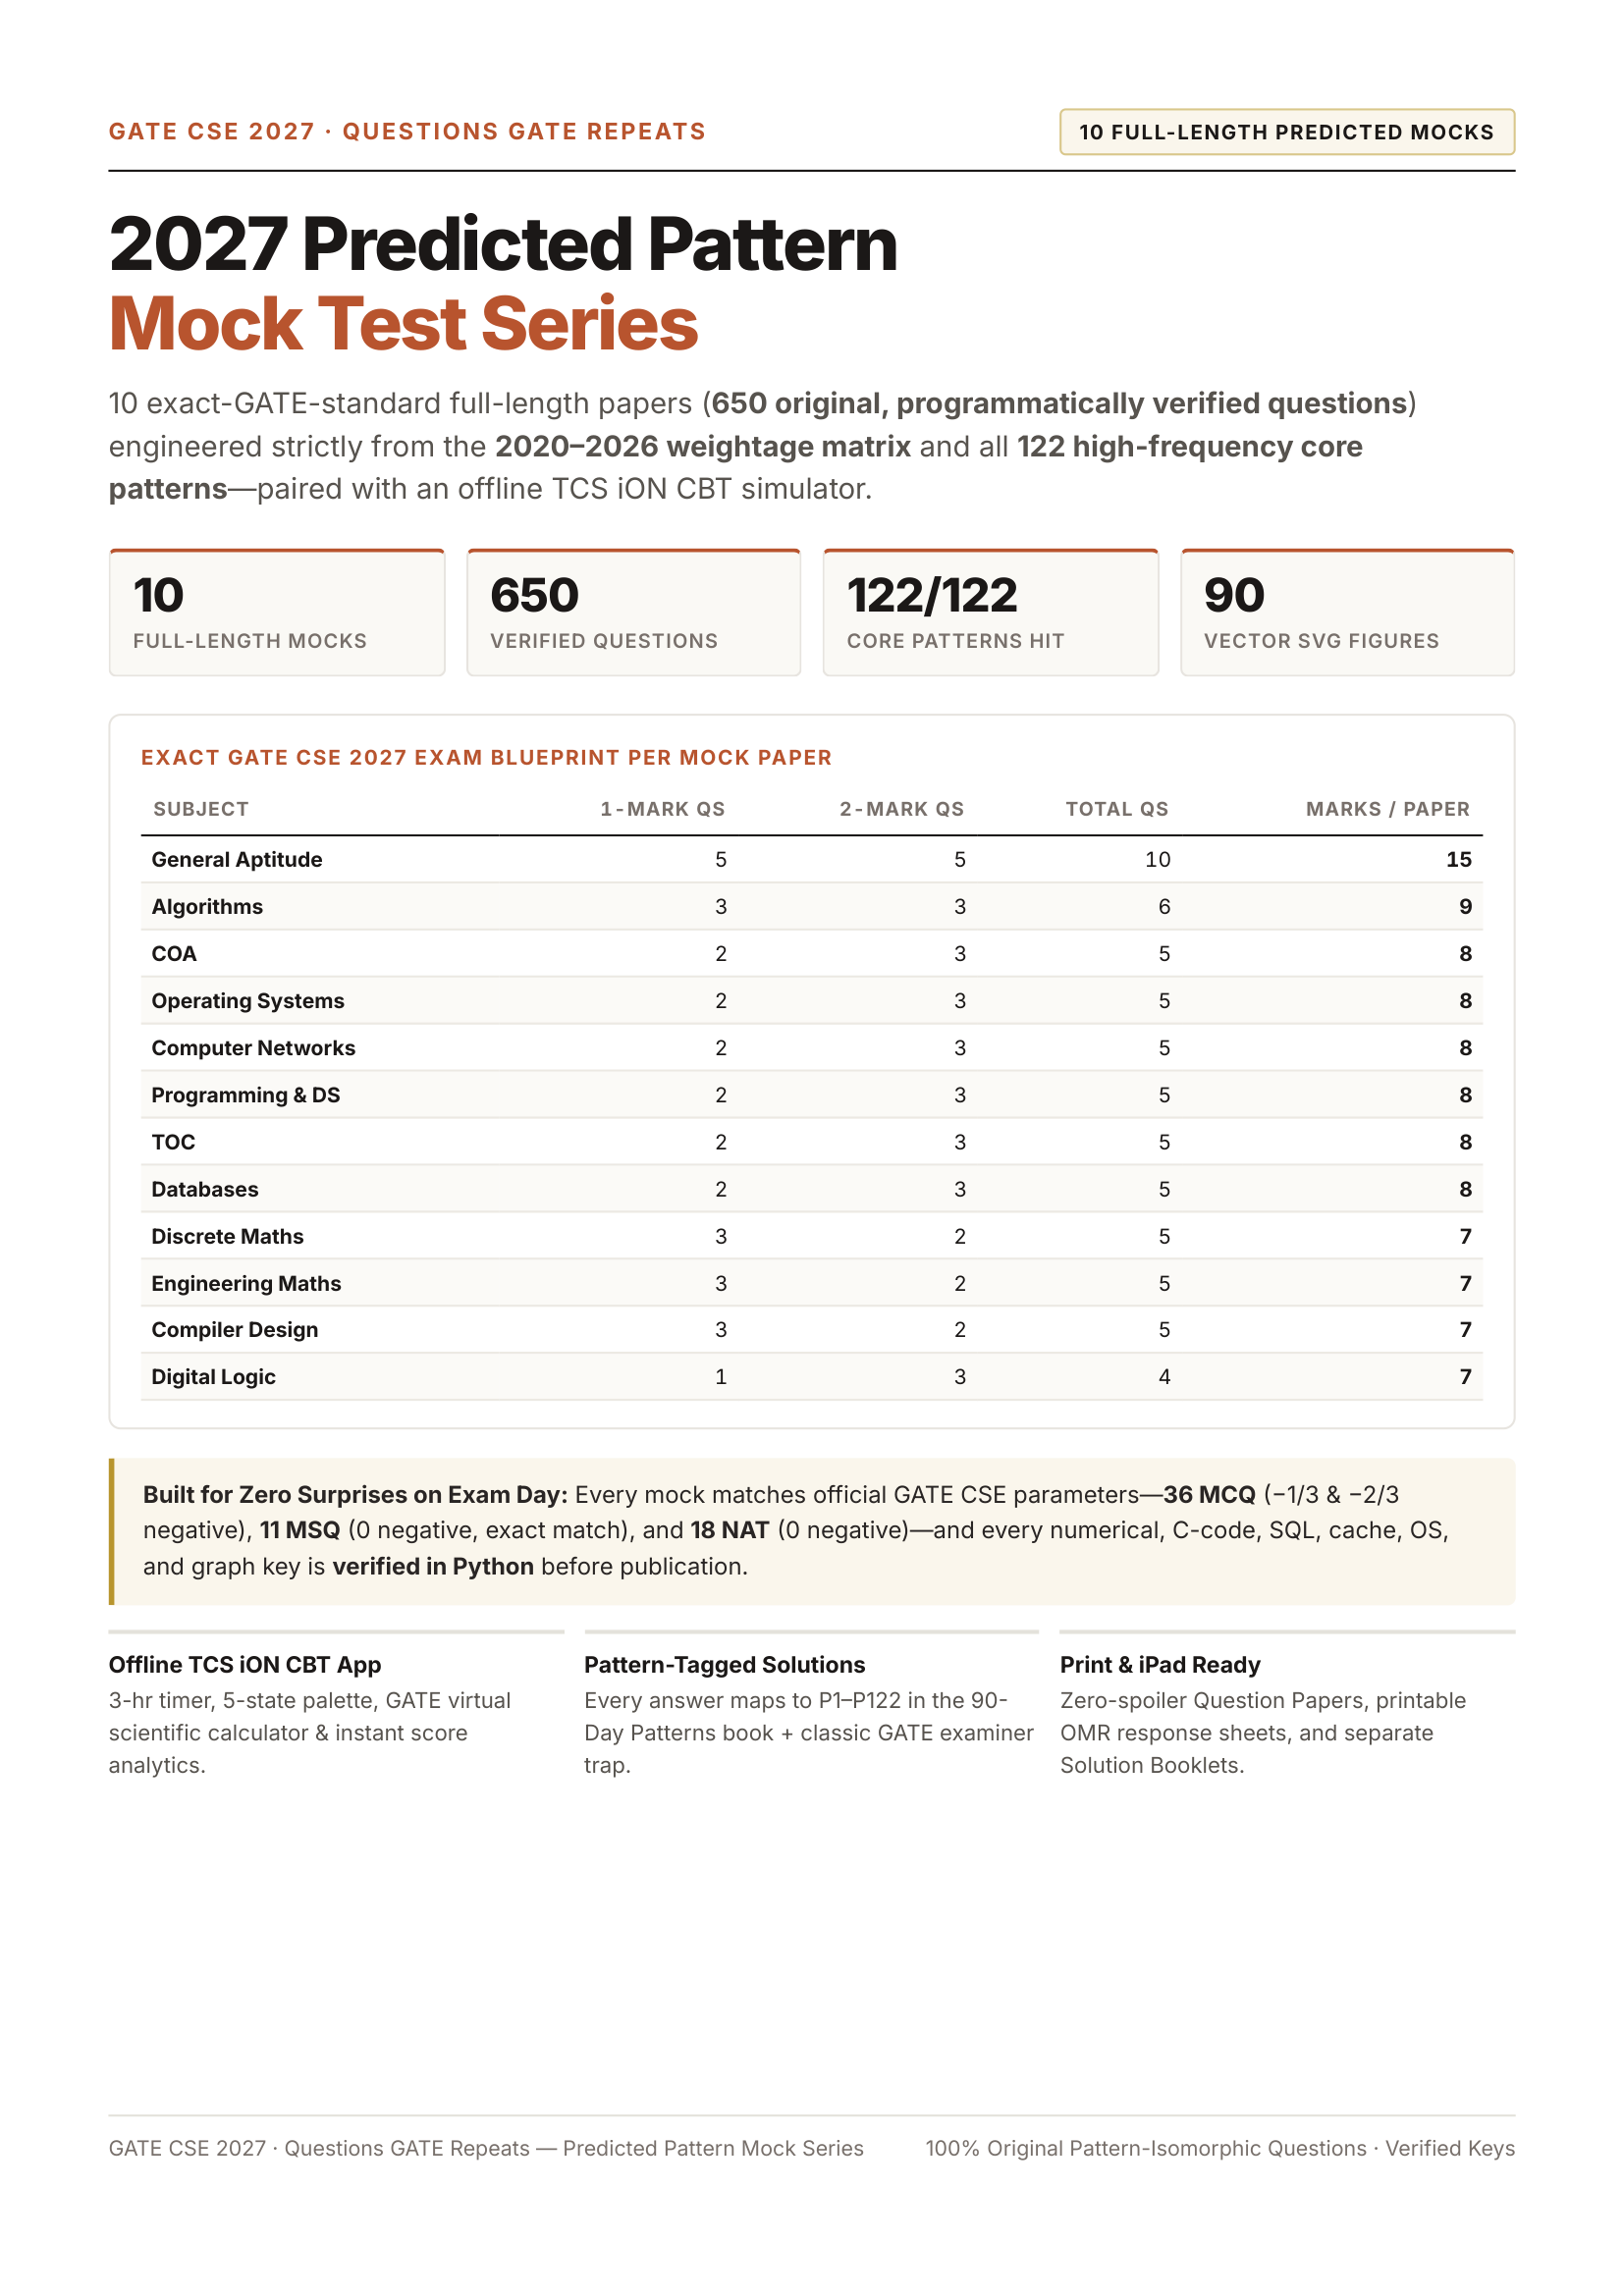 GATE CSE 2027 · QUESTIONS GATE REPEATS
10 FULL-LENGTH PREDICTED MOCKS
2027 Predicted Pattern
Mock Test Series
10 exact-GATE-standard full-length papers (650 original, programmatically verified questions)
engineered strictly from the 2020–2026 weightage matrix and all 122 high-frequency core
patterns—paired with an offline TCS iON CBT simulator.
10
FULL-LENGTH MOCKS
650
VERIFIED QUESTIONS
122/122
CORE PATTERNS HIT
90
VECTOR SVG FIGURES
EXACT GATE CSE 2027 EXAM BLUEPRINT PER MOCK PAPER
SUBJECT 1-MARK QS 2-MARK QS TOTAL QS MARKS / PAPER
General Aptitude 5 5 10 15
Algorithms 3 3 6 9
COA 2 3 5 8
Operating Systems 2 3 5 8
Computer Networks 2 3 5 8
Programming & DS 2 3 5 8
TOC 2 3 5 8
Databases 2 3 5 8
Discrete Maths 3 2 5 7
Engineering Maths 3 2 5 7
Compiler Design 3 2 5 7
Digital Logic 1 3 4 7
Built for Zero Surprises on Exam Day: Every mock matches official GATE CSE parameters—36 MCQ (−1/3 & −2/3
negative), 11 MSQ (0 negative, exact match), and 18 NAT (0 negative)—and every numerical, C-code, SQL, cache, OS,
and graph key is verified in Python before publication.
Offline TCS iON CBT App
3-hr timer, 5-state palette, GATE virtual
scientific calculator & instant score
analytics.
Pattern-Tagged Solutions
Every answer maps to P1–P122 in the 90-
Day Patterns book + classic GATE examiner
trap.
Print & iPad Ready
Zero-spoiler Question Papers, printable
OMR response sheets, and separate
Solution Booklets.
GATE CSE 2027 · Questions GATE Repeats — Predicted Pattern Mock Series
100% Original Pattern-Isomorphic Questions · Verified Keys